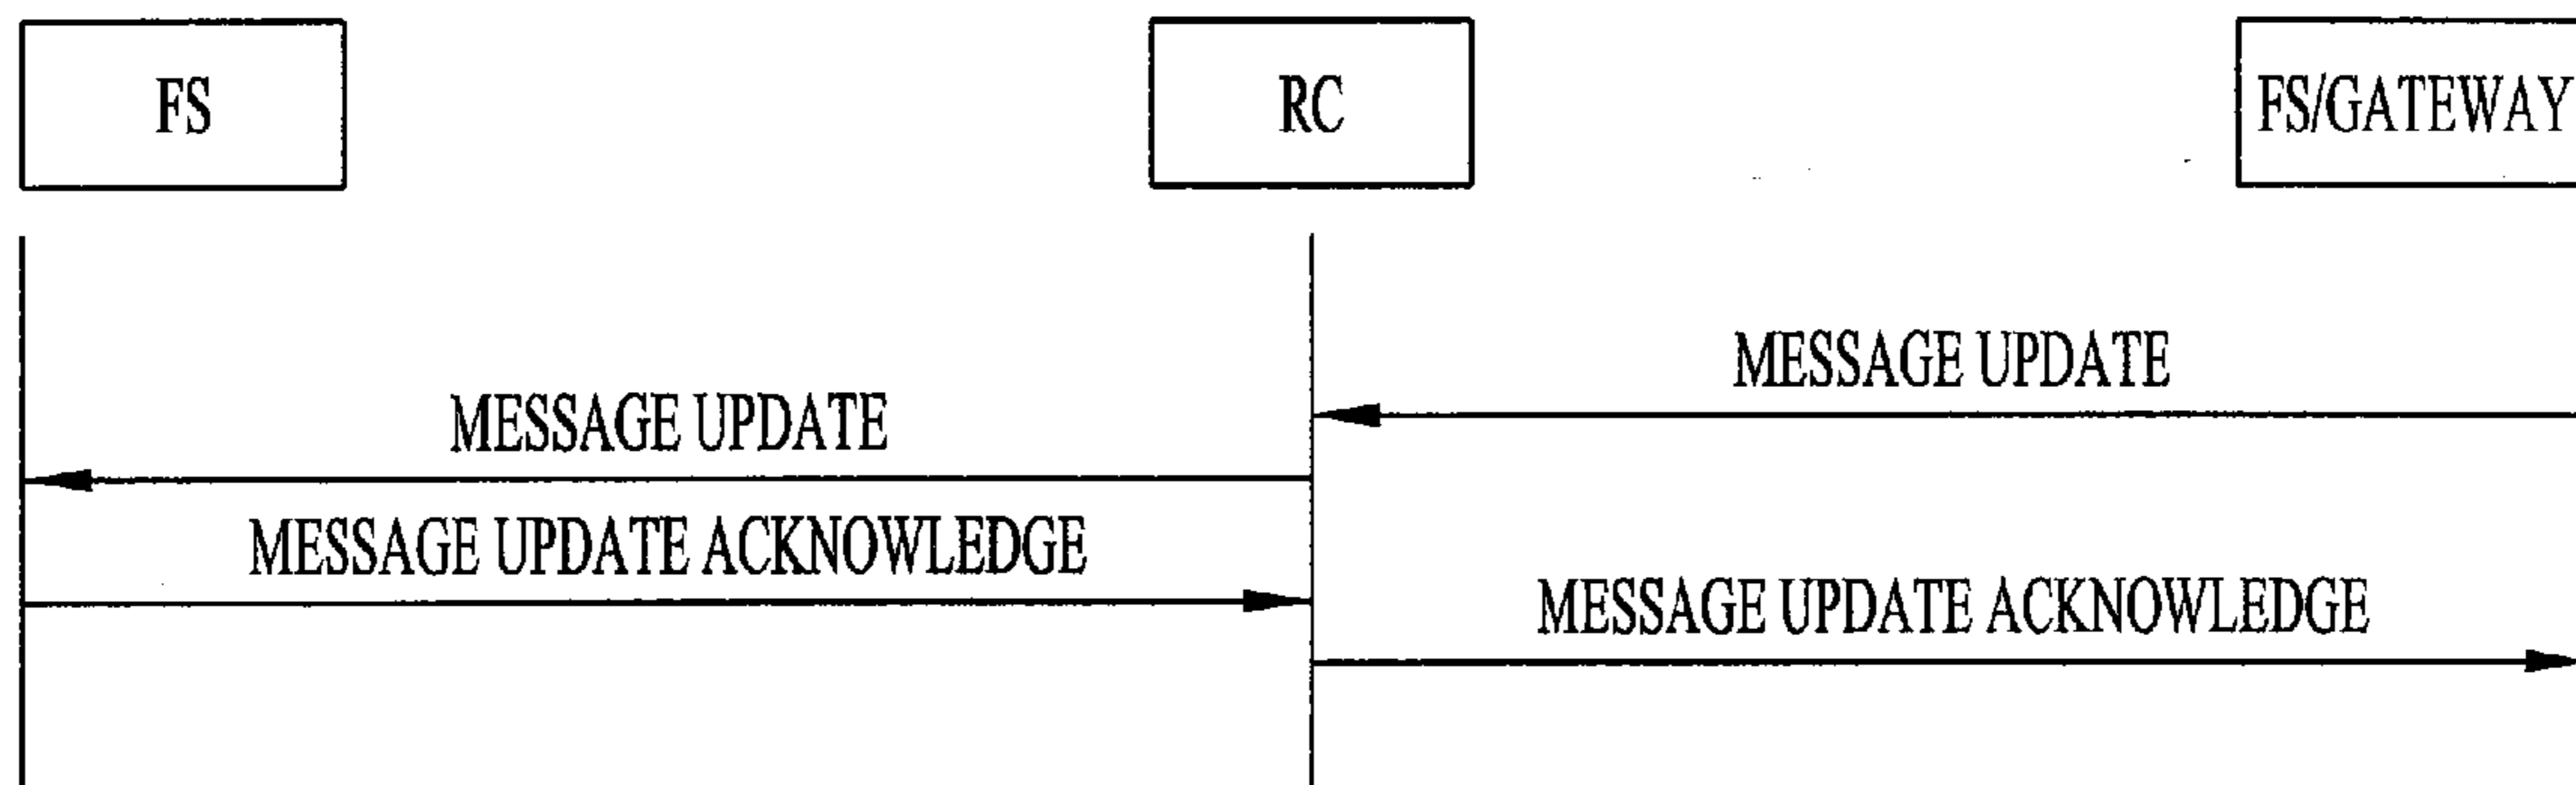 FS
RC
FS/GATEWAY
MESSAGE UPDATE
MESSAGE UPDATE
MESSAGE UPDATE ACKNOWLEDGE
MESSAGE UPDATE ACKNOWLEDGE